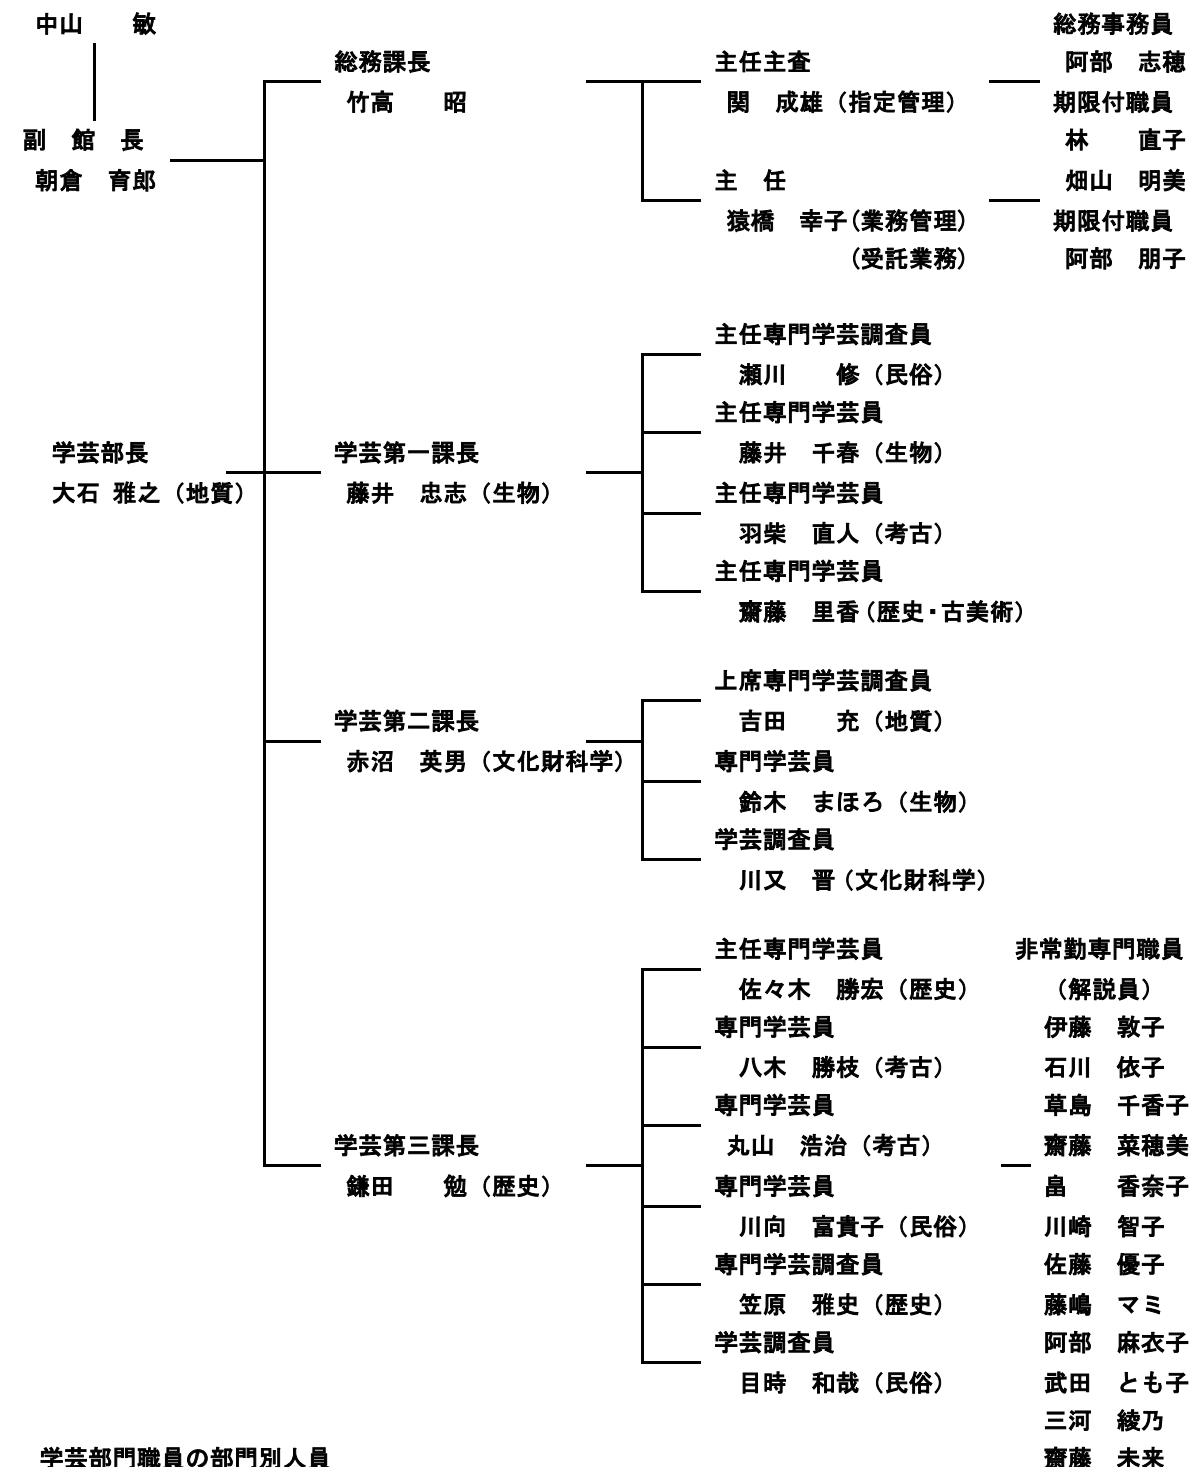 中山　　敏
副　館　長
朝倉　育郎
総務課長
竹高　　昭
主任主査
関　成雄（指定管理）
主　任
猿橋　幸子（業務管理）
（受託業務）
総務事務員
阿部　志穂
期限付職員
林　　直子
畑山　明美
期限付職員
阿部　朋子
学芸部長
大石 雅之（地質）
学芸第一課長
藤井　忠志（生物）
主任専門学芸調査員
瀬川　　修（民俗）
主任専門学芸員
藤井　千春（生物）
主任専門学芸員
羽柴　直人（考古）
主任専門学芸員
齋藤　里香（歴史・古美術）
学芸第二課長
赤沼　英男（文化財科学）
上席専門学芸調査員
吉田　　充（地質）
専門学芸員
鈴木　まほろ（生物）
学芸調査員
川又　晋（文化財科学）
学芸第三課長
鎌田　　勉（歴史）
主任専門学芸員
佐々木　勝宏（歴史）
専門学芸員
八木　勝枝（考古）
専門学芸員
丸山　浩治（考古）
専門学芸員
川向　富貴子（民俗）
専門学芸調査員
笠原　雅史（歴史）
学芸調査員
目時　和哉（民俗）
非常勤専門職員
（解説員）
伊藤　敦子
石川　依子
草島　千香子
齋藤　菜穂美
畠　　香奈子
川崎　智子
佐藤　優子
藤嶋　マミ
阿部　麻衣子
武田　とも子
三河　綾乃
齋藤　未来
学芸部門職員の部門別人員